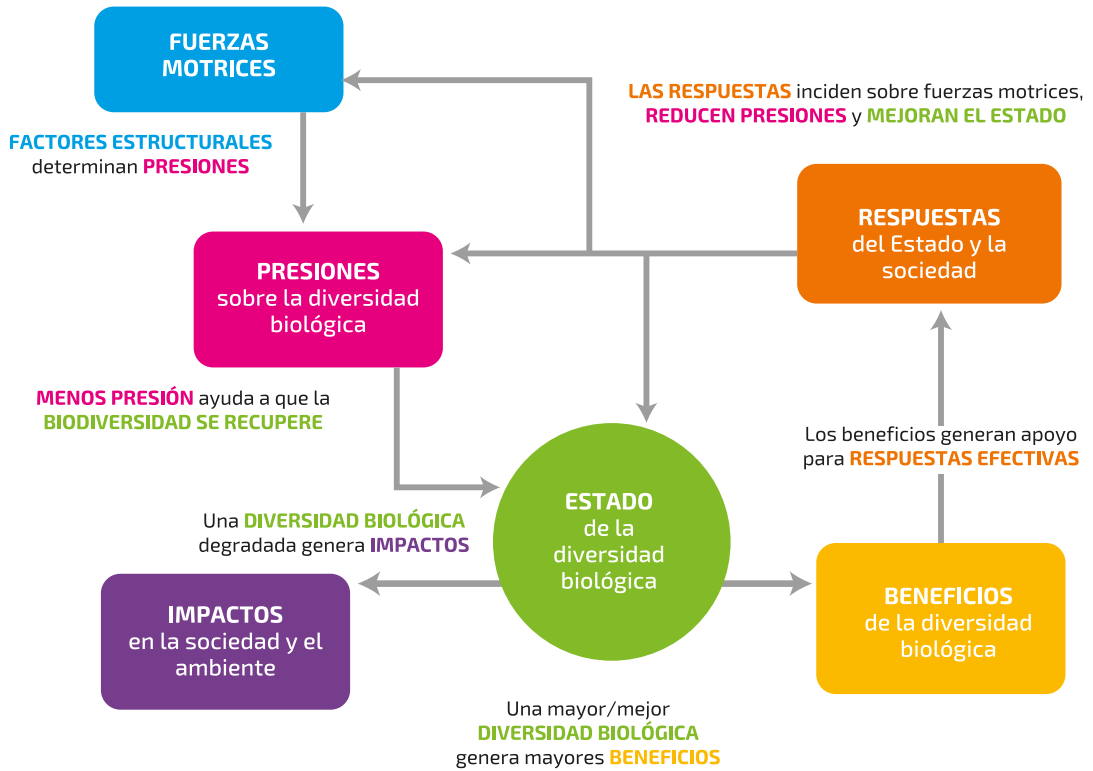 FUERZAS
MOTRICES
LAS RESPUESTAS inciden sobre fuerzas motrices,
REDUCEN PRESIONES y MEJORAN EL ESTADO
FACTORES ESTRUCTURALES
determinan PRESIONES
RESPUESTAS
del Estado y la
sociedad
PRESIONES
sobre la diversidad
biológica
MENOS PRESIÓN ayuda a que la
BIODIVERSIDAD SE RECUPERE
Los beneficios generan apoyo
para RESPUESTAS EFECTIVAS
Una DIVERSIDAD BIOLÓGICA
degradada genera IMPACTOS
ESTADO
de la
diversidad
biológica
IMPACTOS
en la sociedad y el
ambiente
BENEFICIOS
de la diversidad
biológica
Una mayor/mejor
DIVERSIDAD BIOLÓGICA
genera mayores BENEFICIOS